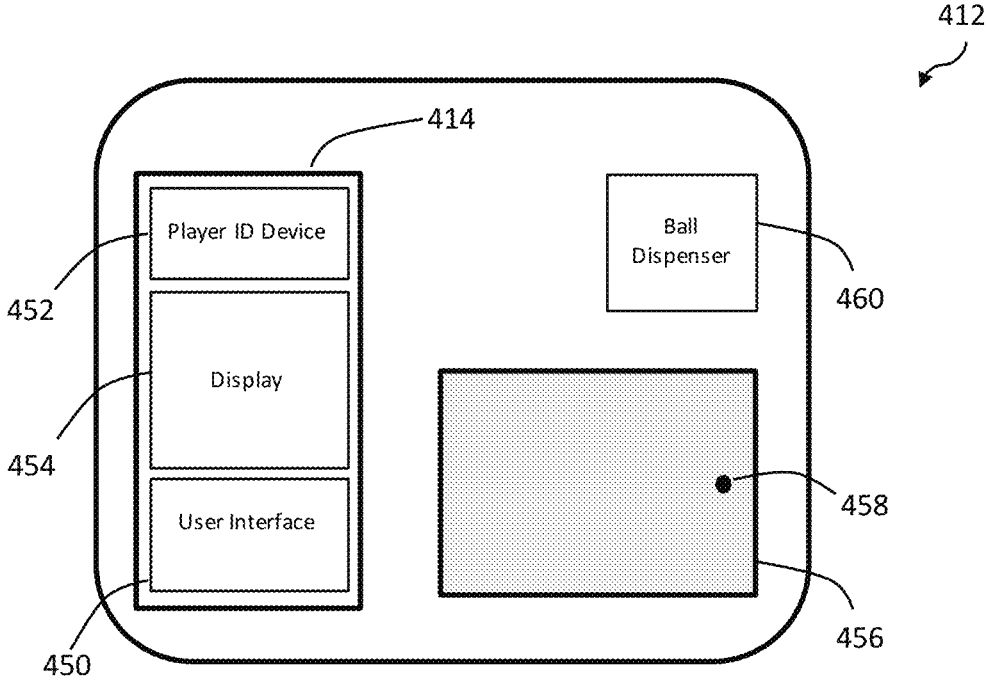 412
414
Player ID Device
Ball
Dispenser
452
460
Display
454
458
User Interface
456
450